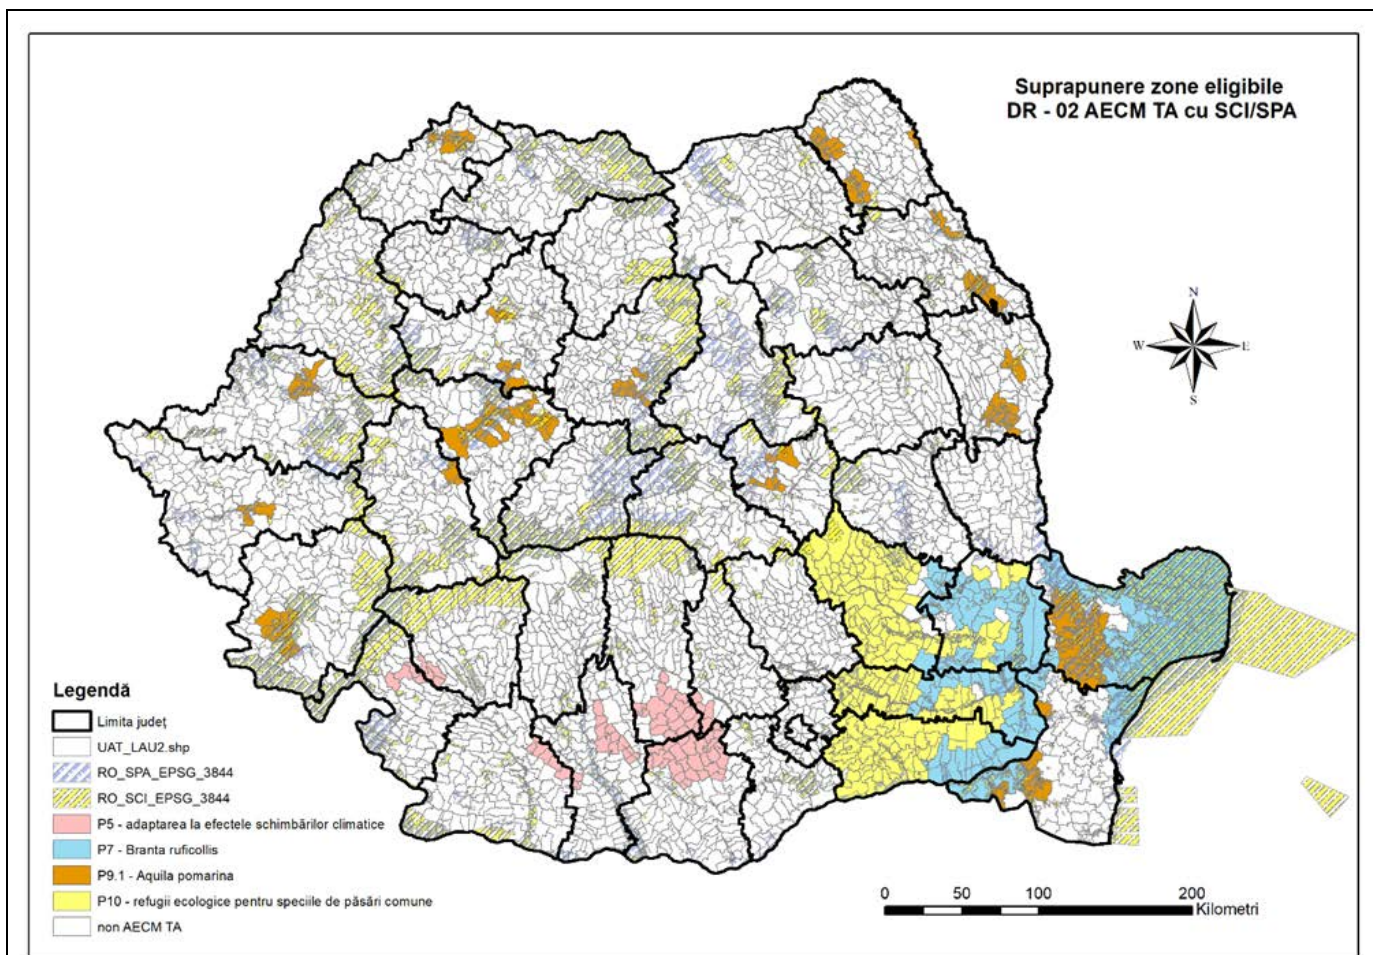 Suprapunere zone eligibile
DR - 02 AECM TA cu SCI/SPA
N
W
E
S
Legendă
Limita județ
UAT_LAU2.shp
RO_SPA_EPSG_3844
RO_SCI_EPSG_3844
P5 - adaptarea la efectele schimbărilor climatice
P7 - Branta ruficollis
P9.1 - Aquila pomarina
P10 - refugii ecologice pentru speciile de păsări comune
non AECM TA
0 50 100 200
Kilometri